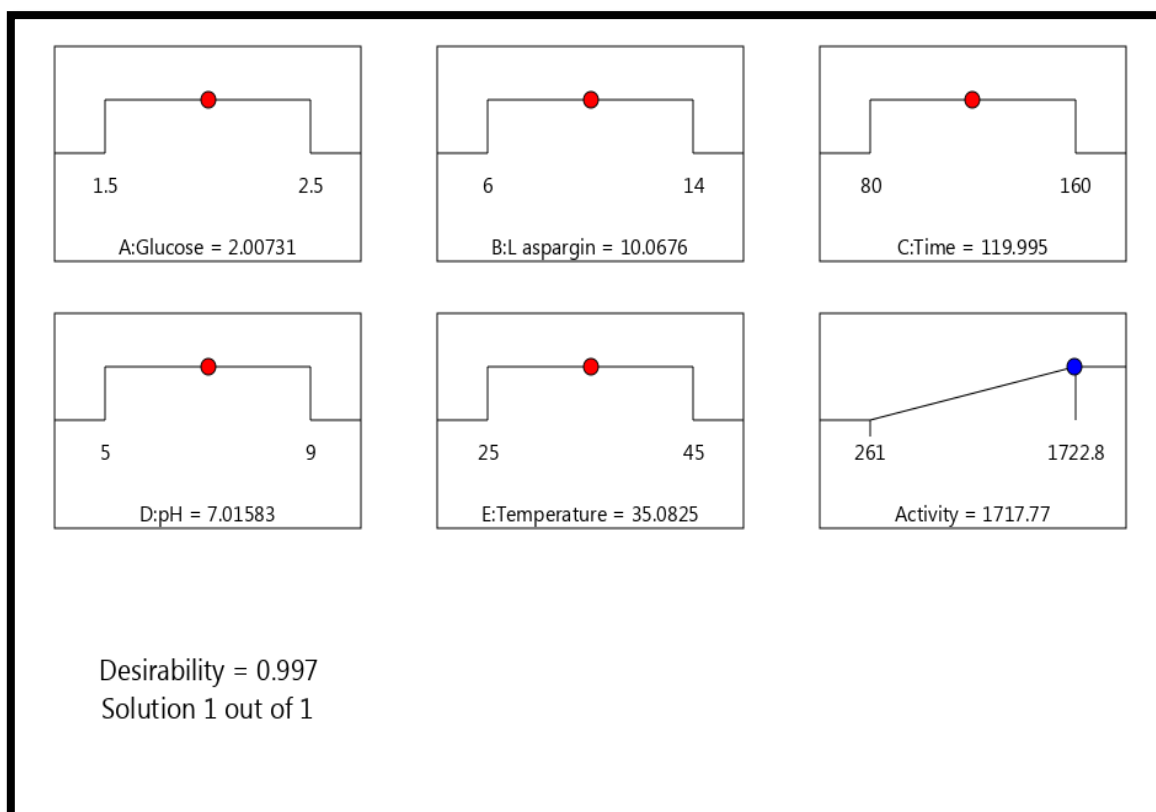 1.5 2.5
A:Glucose = 2.00731
6 14
B:L aspargin = 10.0676
80 160
C:Time = 119.995
5 9
D:pH = 7.01583
25 45
E:Temperature = 35.0825
261 1722.8
Activity = 1717.77
Desirability = 0.997
Solution 1 out of 1